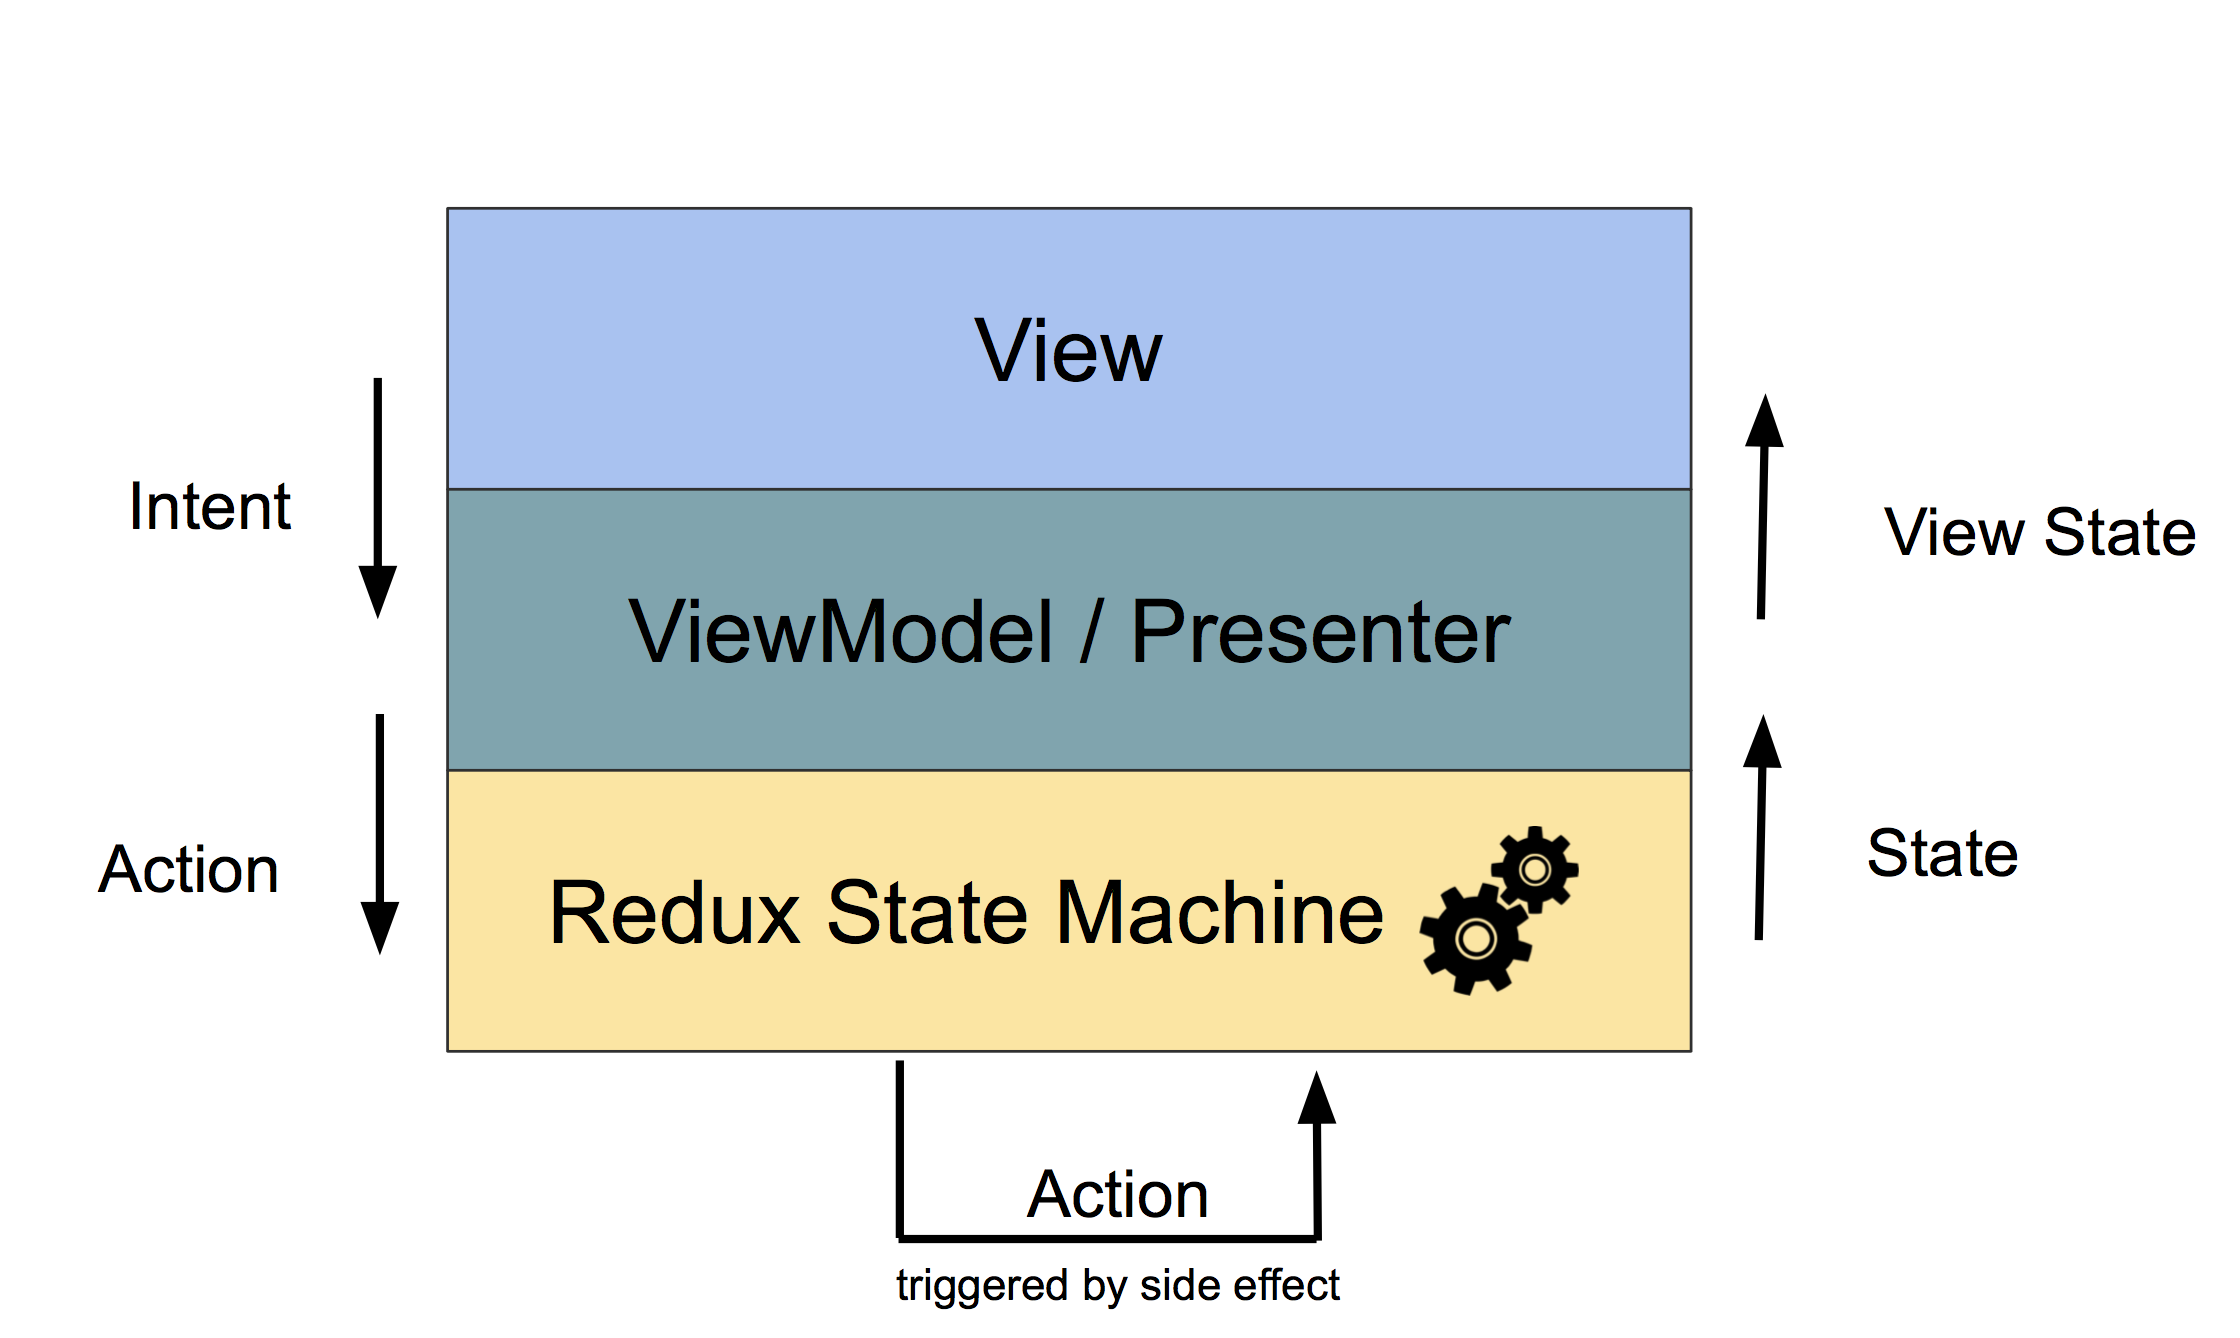 View
Intent
View State
ViewModel / Presenter
Action
State
Redux State Machine
Action
triggered by side effect